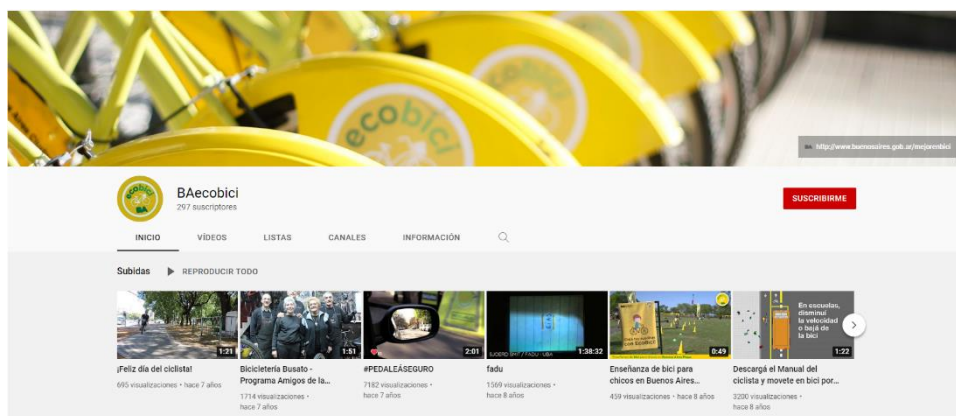 ecobici
http://www.buenosaires.gob.ar/mejorenbici
ecobici
BA
BAecobici
297 suscriptores
SUSCRIBIRME
INICIO
VÍDEOS
LISTAS
CANALES
INFORMACIÓN
Subidas
REPRODUCIR TODO
1:21
1:51
2:01
SJOERD SMIT / FADU - UBA
1:38:32
0:49
En escuelas,
disminuí
la velocidad
o bajá de
la bici
1:22
¡Feliz día del ciclista!
695 visualizaciones • hace 7 años
Bicicletería Busato -
Programa Amigos de la...
1714 visualizaciones •
hace 7 años
#PEDALEÁSEGURO
7182 visualizaciones •
hace 7 años
fadu
1569 visualizaciones •
hace 8 años
Enseñanza de bici para
chicos en Buenos Aires...
459 visualizaciones • hace 8 años
Descargá el Manual del
ciclista y movete en bici por...
3200 visualizaciones •
hace 8 años